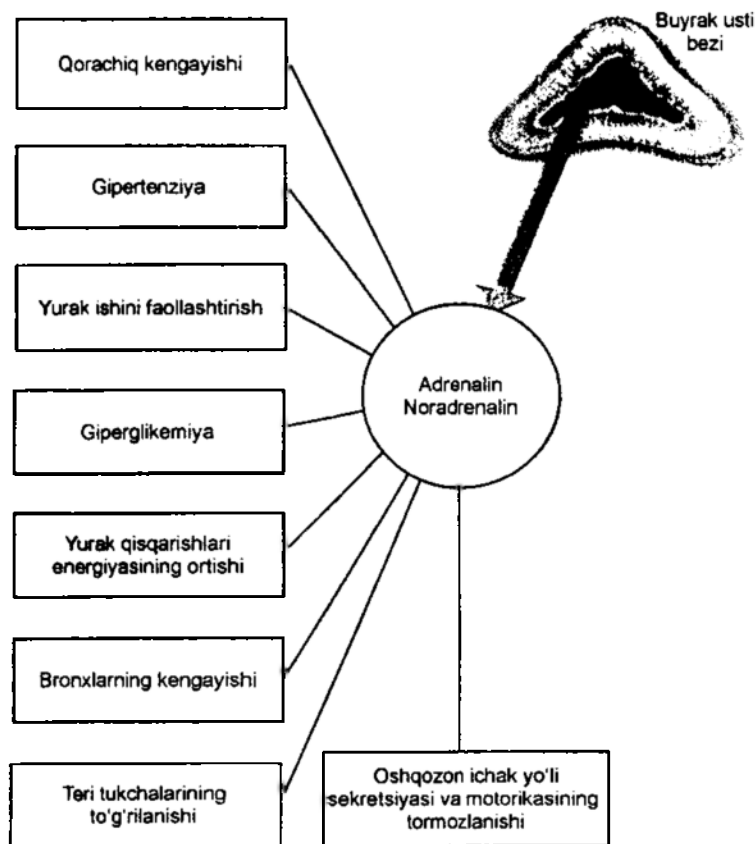 Buyrak usti
bezi
Qorachiq kengayishi
Gipertenziya
Yurak ishini faollashtirish
Adrenalin
Noradrenalin
Giperglikemiya
Yurak qisqarishlari
energiyasining ortishi
Bronxlarning kengayishi
Teri tukchalarining
to'g'rilanishi
Oshqozon ichak yo'li
sekretsiyasi va motorikasining
tormozlanishi